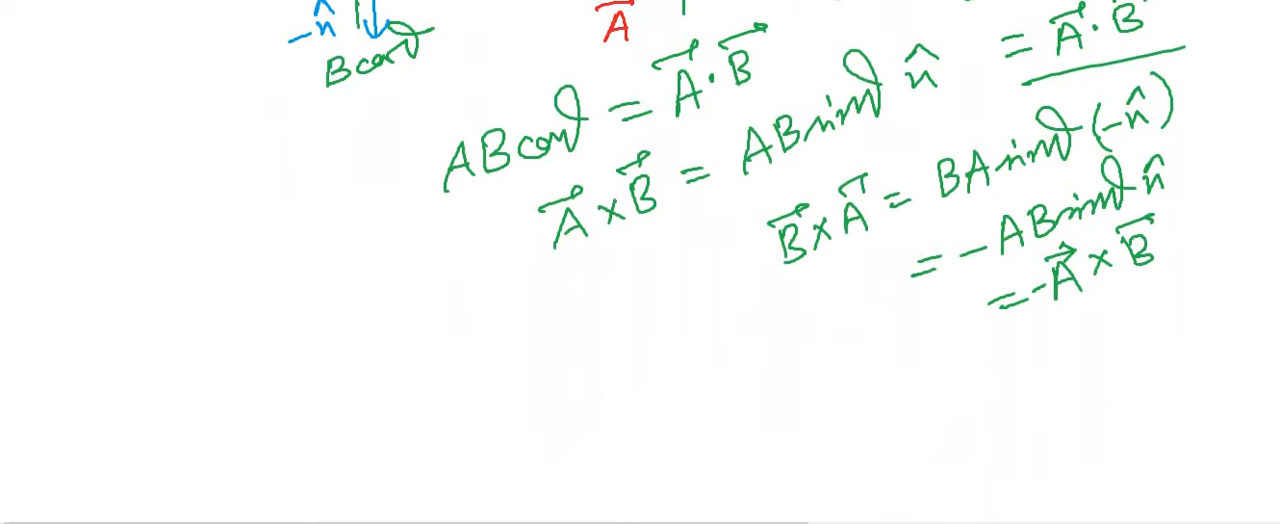 -n̂
B cosθ
A⃗
= A⃗ · B⃗
AB cosθ = A⃗ · B⃗
A⃗ × B⃗ = AB sinθ n̂
B⃗ × A⃗ = BA sinθ (-n̂)
= - AB sinθ n̂
= - A⃗ × B⃗